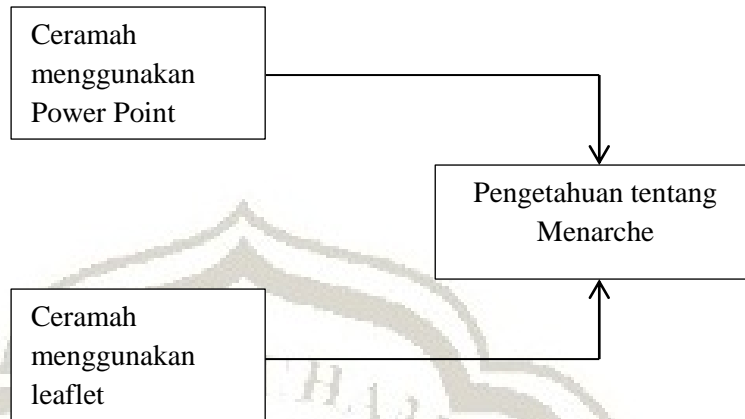 Ceramah
menggunakan
Power Point
Pengetahuan tentang
Menarche
Ceramah
menggunakan
leaflet